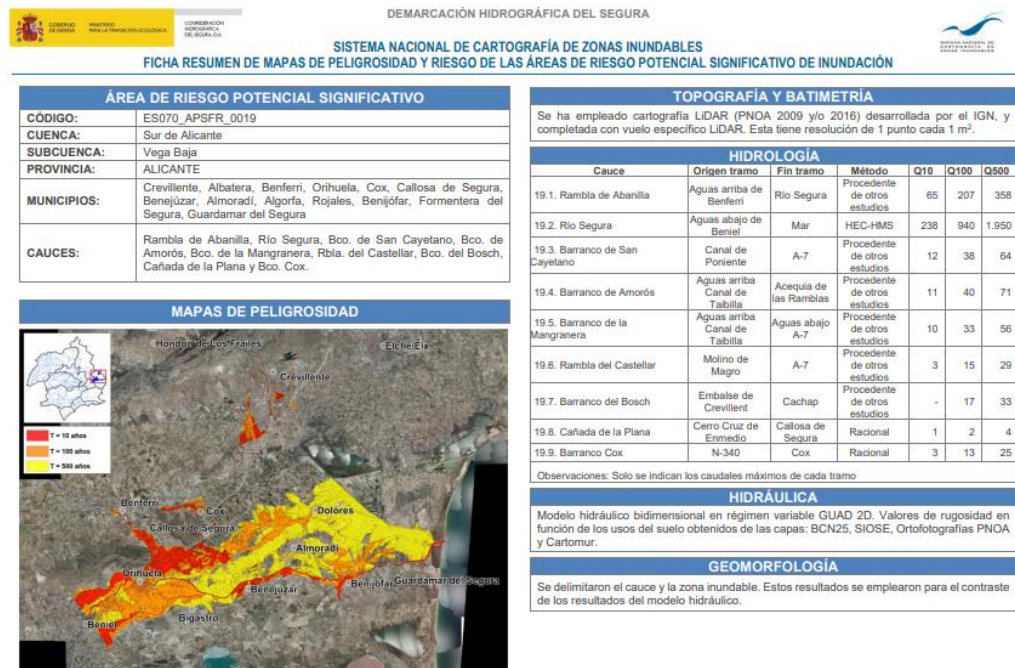 GOBIERNO
DE ESPAÑA
MINISTERIO
PARA LA TRANSICIÓN ECOLÓGICA
CONFEDERACIÓN
HIDROGRÁFICA
DEL SEGURA, O.A.
DEMARCACIÓN HIDROGRÁFICA DEL SEGURA
SISTEMA NACIONAL DE CARTOGRAFÍA DE ZONAS INUNDABLES
FICHA RESUMEN DE MAPAS DE PELIGROSIDAD Y RIESGO DE LAS ÁREAS DE RIESGO POTENCIAL SIGNIFICATIVO DE INUNDACIÓN
SISTEMA NACIONAL DE
CARTOGRAFÍA DE
ZONAS INUNDABLES
ÁREA DE RIESGO POTENCIAL SIGNIFICATIVO
CÓDIGO: ES070_APSFR_0019
CUENCA: Sur de Alicante
SUBCUENCA: Vega Baja
PROVINCIA: ALICANTE
MUNICIPIOS: Crevillente, Albatera, Benferri, Orihuela, Cox, Callosa de Segura,
Benejúzar, Almoradí, Algorfa, Rojales, Benijófar, Formentera del
Segura, Guardamar del Segura
CAUCES: Rambla de Abanilla, Río Segura, Bco. de San Cayetano, Bco. de
Amorós, Bco. de la Mangranera, Rbla. del Castellar, Bco. del Bosch,
Cañada de la Plana y Bco. Cox.
MAPAS DE PELIGROSIDAD
Hondón de Los Frailes
Elche Elx
Crevillente
T = 10 años
T = 100 años
T = 500 años
Benferri
Cox
Callosa de Segura
Dolores
Almoradí
Orihuela
Benejúzar
Benijófar
Guardamar del Segura
Beniel
Bigastro
TOPOGRAFÍA Y BATIMETRÍA
Se ha empleado cartografía LiDAR (PNOA 2009 y/o 2016) desarrollada por el IGN, y
completada con vuelo específico LiDAR. Esta tiene resolución de 1 punto cada 1 m².
HIDROLOGÍA
Cauce Origen tramo Fin tramo Método Q10 Q100 Q500
19.1. Rambla de Abanilla Aguas arriba de Benferri Río Segura Procedente de otros estudios 65 207 358
19.2. Río Segura Aguas abajo de Beniel Mar HEC-HMS 238 940 1.950
19.3. Barranco de San Cayetano Canal de Poniente A-7 Procedente de otros estudios 12 38 64
19.4. Barranco de Amorós Aguas arriba Canal de Taibilla Acequia de las Ramblas Procedente de otros estudios 11 40 71
19.5. Barranco de la Mangranera Aguas arriba Canal de Taibilla Aguas abajo A-7 Procedente de otros estudios 10 33 56
19.6. Rambla del Castellar Molino de Magro A-7 Procedente de otros estudios 3 15 29
19.7. Barranco del Bosch Embalse de Crevillent Cachap Procedente de otros estudios - 17 33
19.8. Cañada de la Plana Cerro Cruz de Enmedio Callosa de Segura Racional 1 2 4
19.9. Barranco Cox N-340 Cox Racional 3 13 25
Observaciones: Solo se indican los caudales máximos de cada tramo
HIDRÁULICA
Modelo hidráulico bidimensional en régimen variable GUAD 2D. Valores de rugosidad en
función de los usos del suelo obtenidos de las capas: BCN25, SIOSE, Ortofotografías PNOA
y Cartomur.
GEOMORFOLOGÍA
Se delimitaron el cauce y la zona inundable. Estos resultados se emplearon para el contraste
de los resultados del modelo hidráulico.